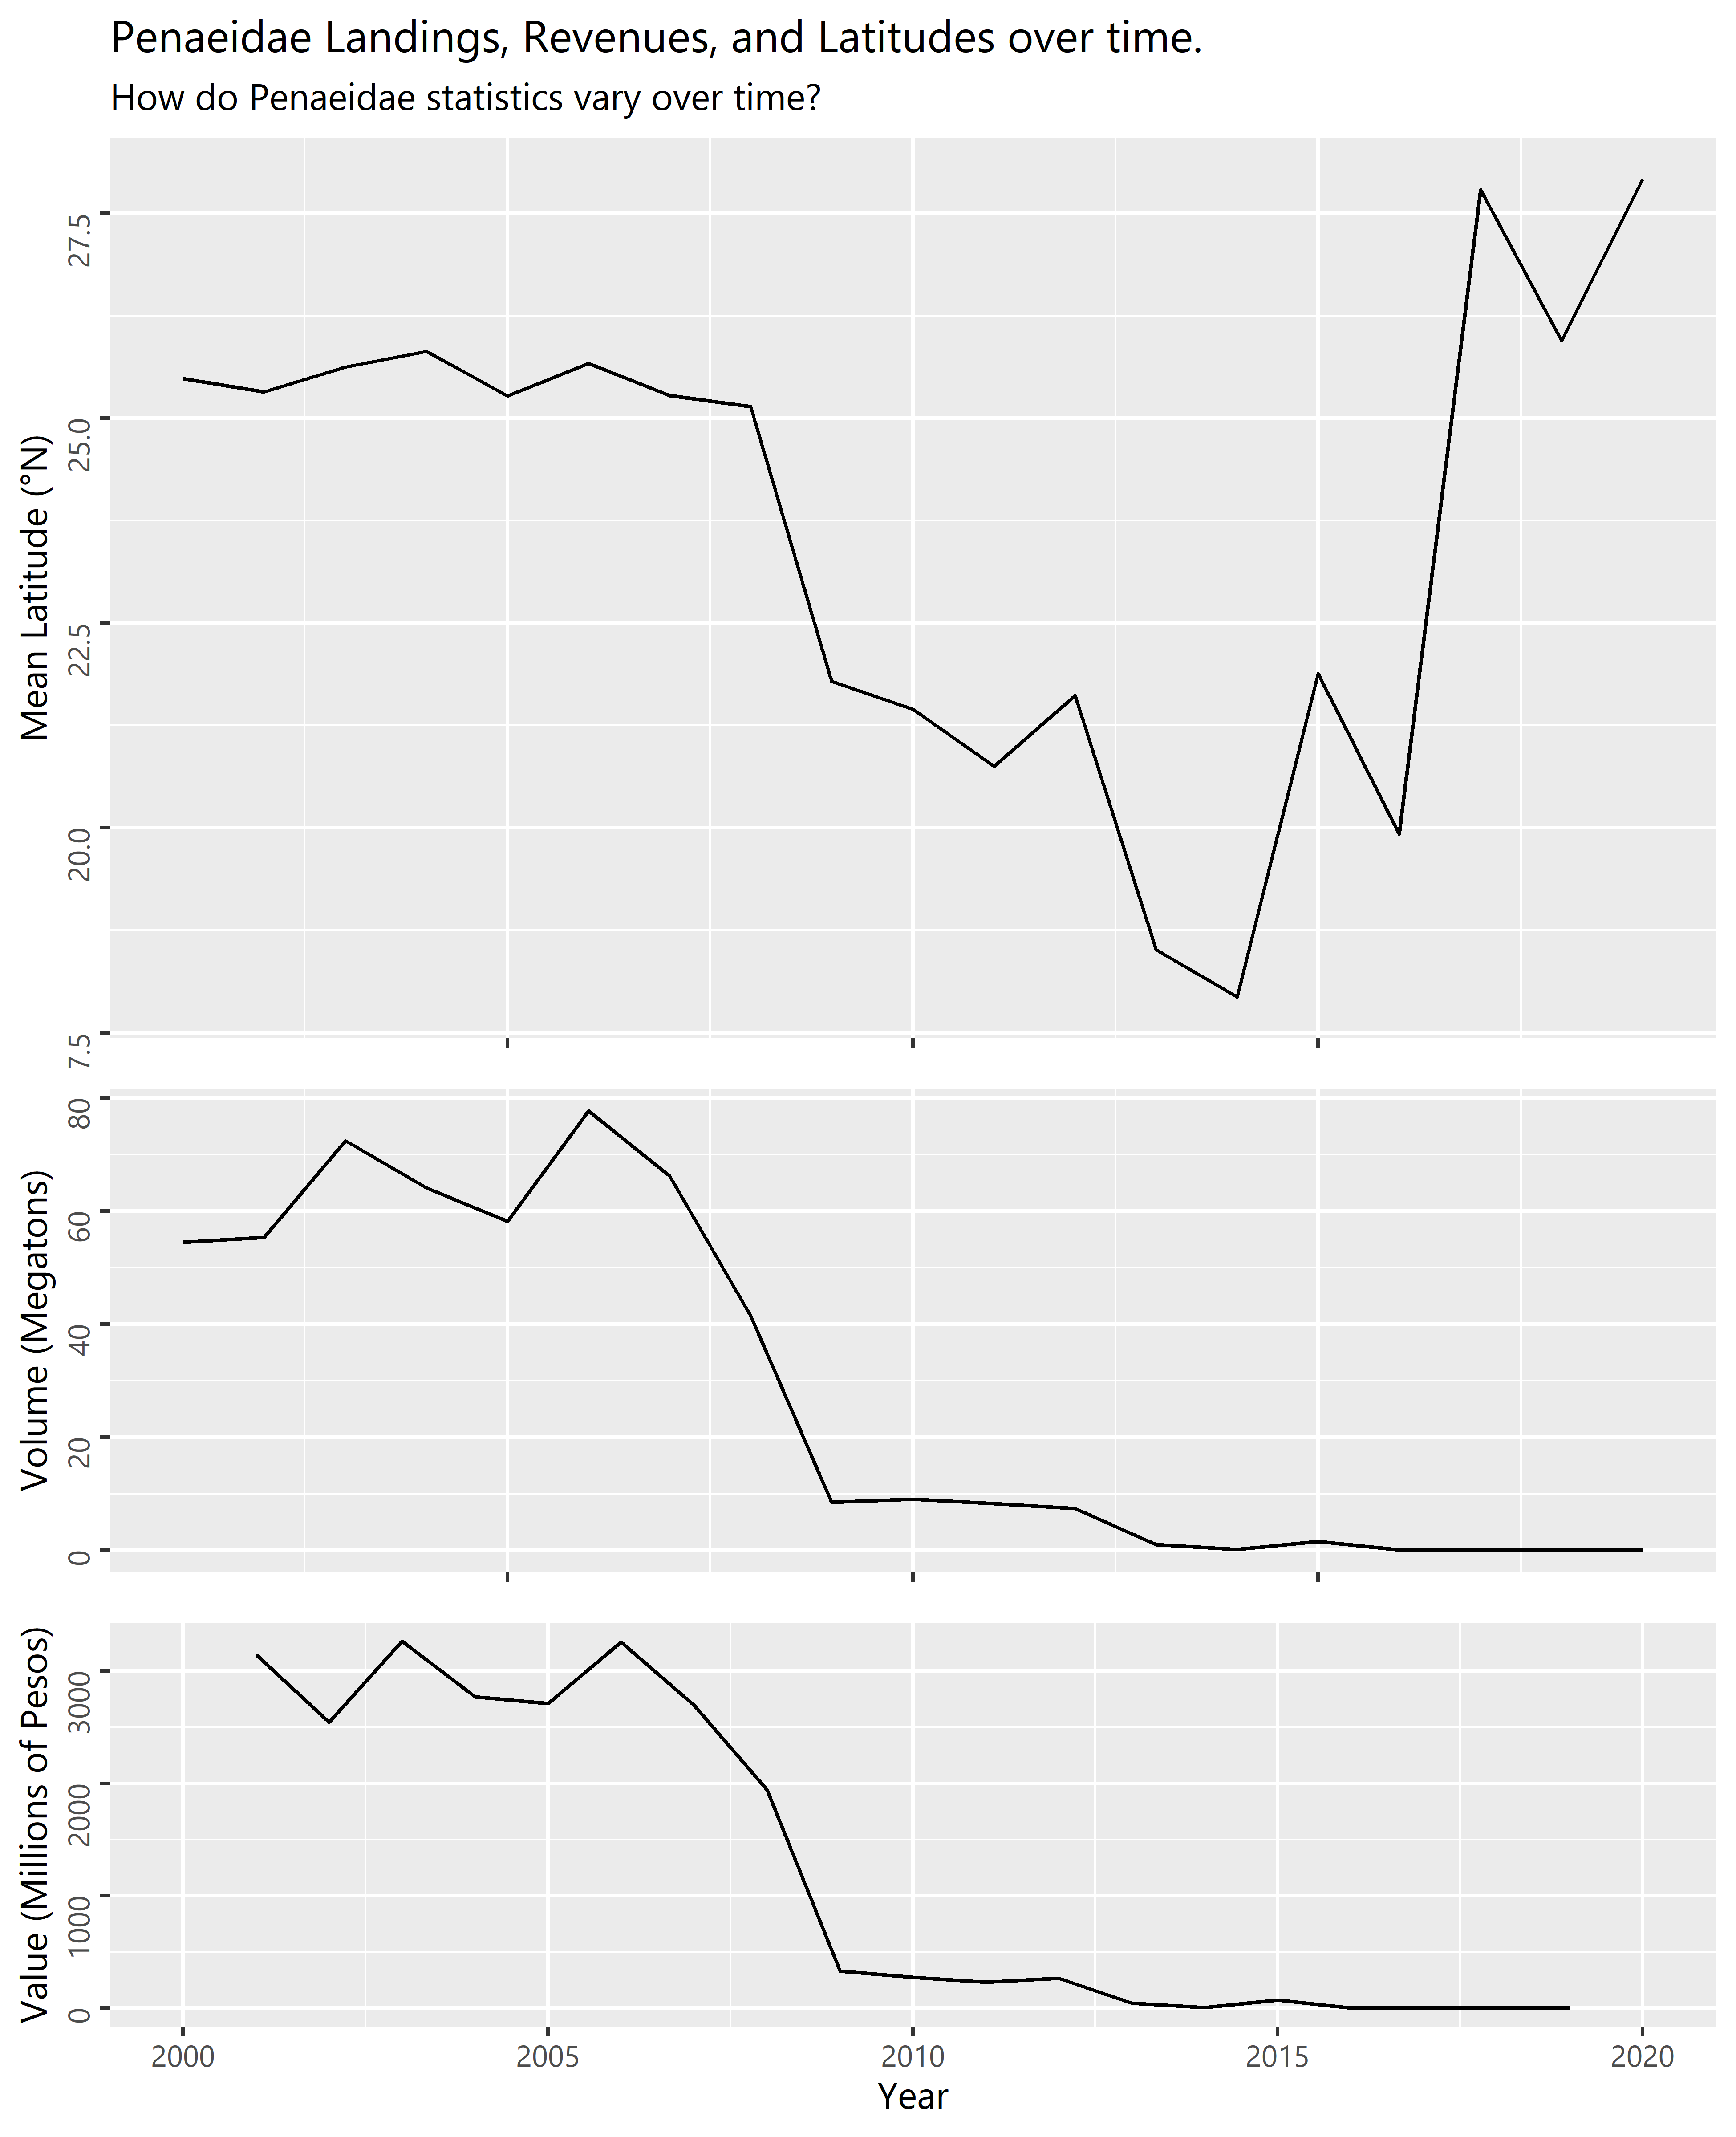 Penaeidae Landings, Revenues, and Latitudes over time.
How do Penaeidae statistics vary over time?
Mean Latitude (°N)
27.5
25.0
22.5
20.0
7.5
Volume (Megatons)
80
60
40
20
0
Value (Millions of Pesos)
3000
2000
1000
0
2000 2005 2010 2015 2020
Year